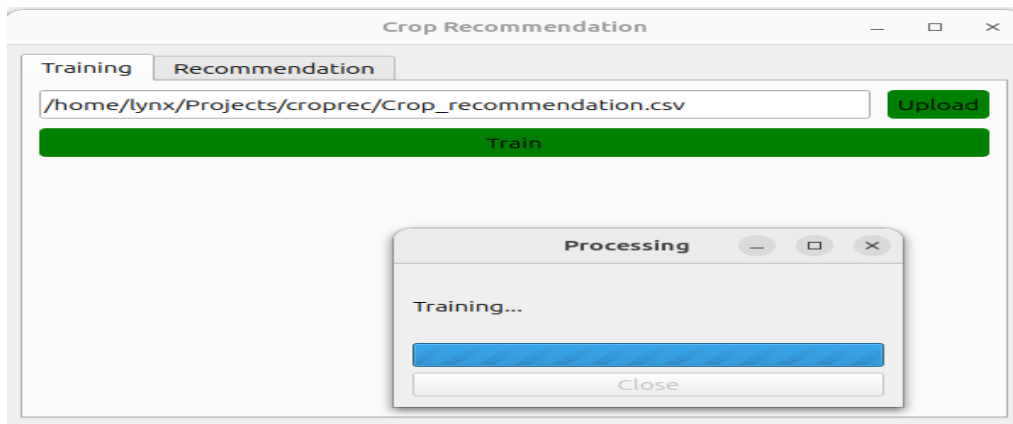 Crop Recommendation
Training Recommendation
/home/lynx/Projects/croprec/Crop_recommendation.csv Upload
Train
Processing
Training...
Close